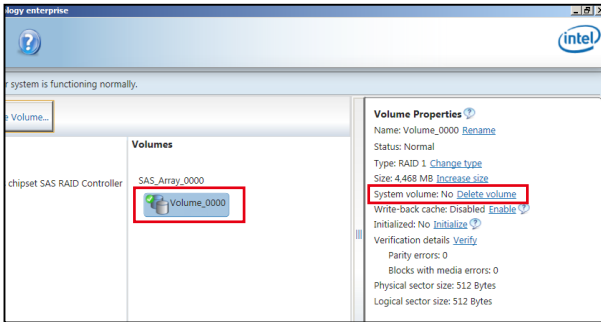 ology enterprise
?
intel
r system is functioning normally.
e Volume...
Volumes
chipset SAS RAID Controller
SAS_Array_0000
Volume_0000
Volume Properties ?
Name: Volume_0000 Rename
Status: Normal
Type: RAID 1 Change type
Size: 4,468 MB Increase size
System volume: No Delete volume
Write-back cache: Disabled Enable ?
Initialized: No Initialize ?
Verification details Verify
Parity errors: 0
Blocks with media errors: 0
Physical sector size: 512 Bytes
Logical sector size: 512 Bytes